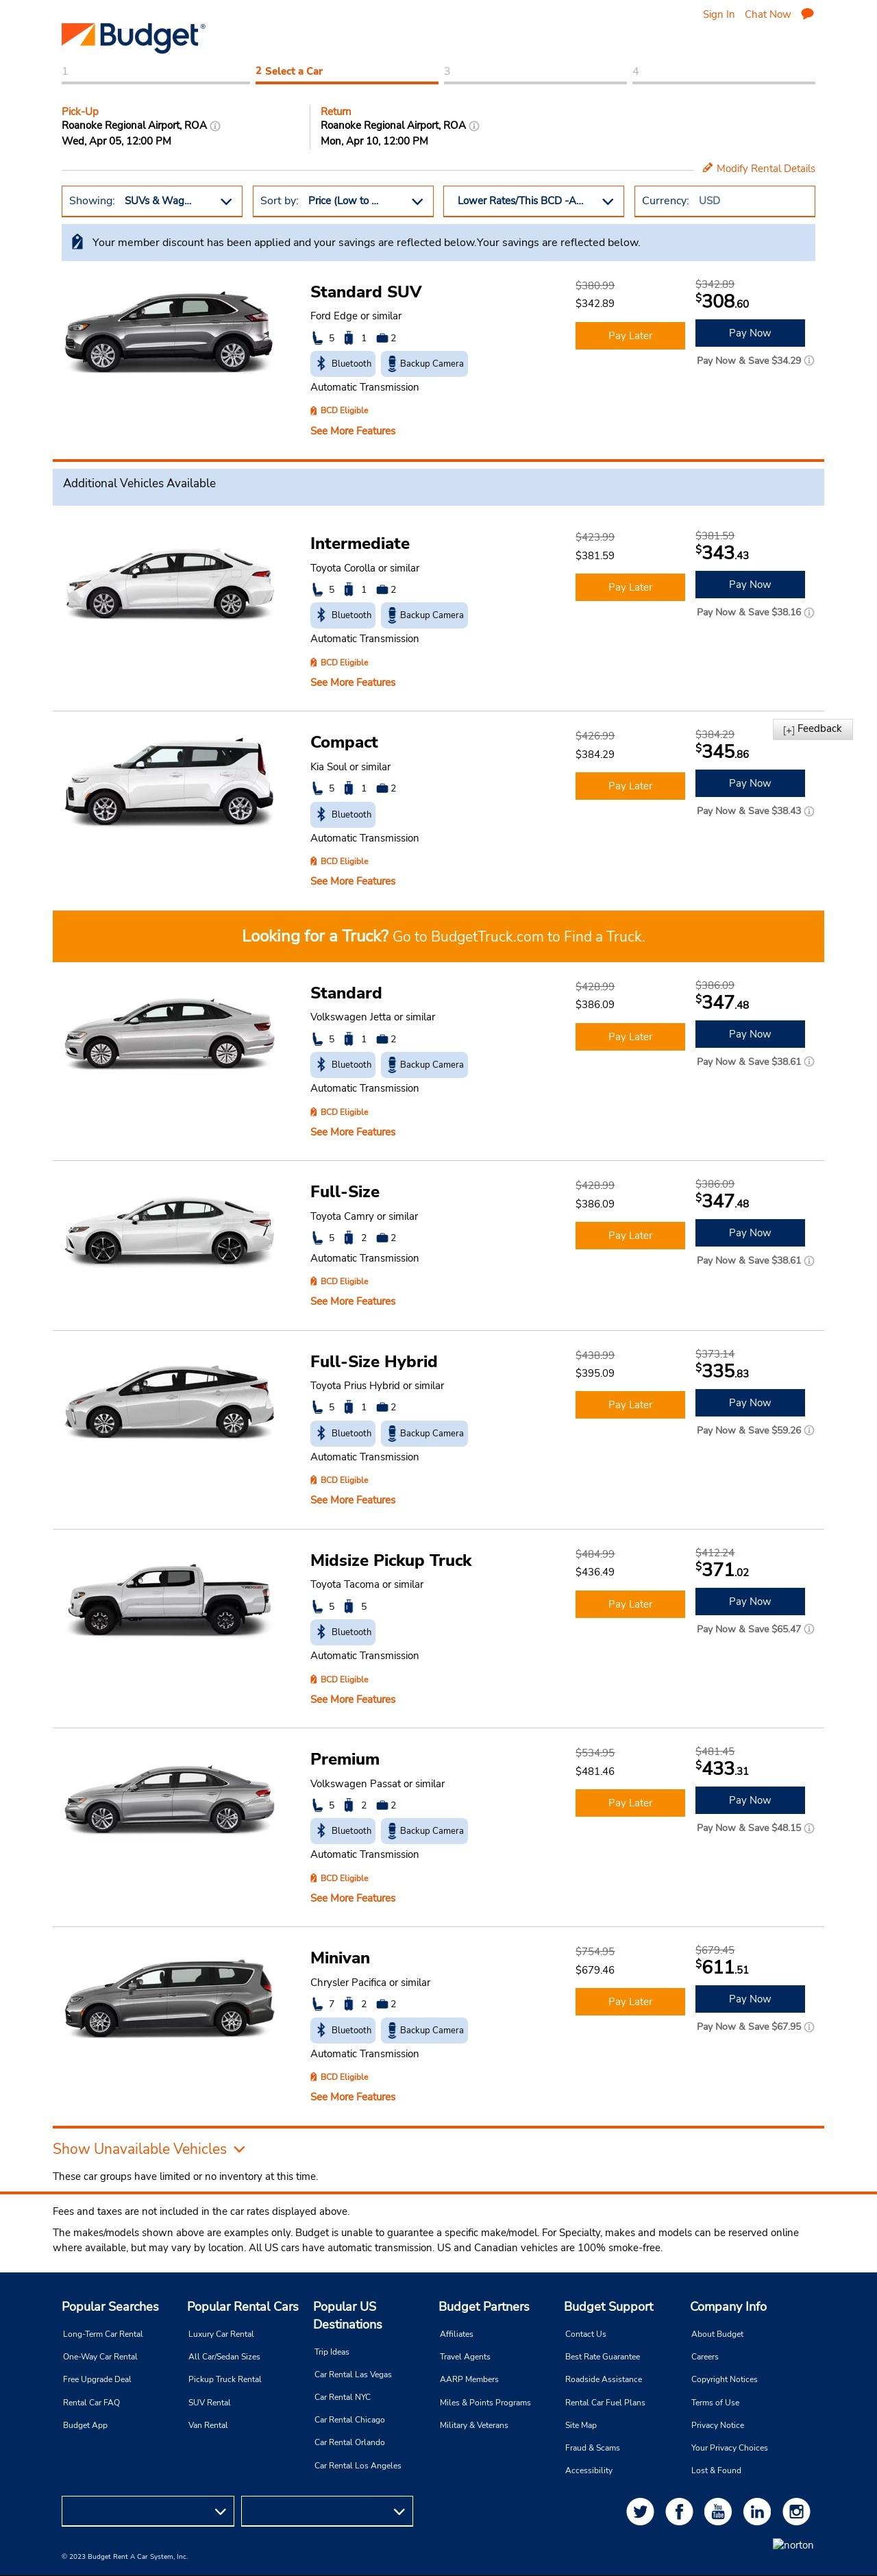 Sign In Chat Now
Budget®
1 2 Select a Car 3 4
Pick-Up
Roanoke Regional Airport, ROA
Wed, Apr 05, 12:00 PM
Return
Roanoke Regional Airport, ROA
Mon, Apr 10, 12:00 PM
Modify Rental Details
Showing: SUVs & Wag... Sort by: Price (Low to ... Lower Rates/This BCD -A... Currency: USD
Your member discount has been applied and your savings are reflected below.Your savings are reflected below.
Standard SUV
Ford Edge or similar
5 1 2
Bluetooth Backup Camera
Automatic Transmission
BCD Eligible
See More Features
$380.99
$342.89
Pay Later
$342.89
$308.60
Pay Now
Pay Now & Save $34.29
Additional Vehicles Available
Intermediate
Toyota Corolla or similar
5 1 2
Bluetooth Backup Camera
Automatic Transmission
BCD Eligible
See More Features
$423.99
$381.59
Pay Later
$381.59
$343.43
Pay Now
Pay Now & Save $38.16
[+] Feedback
Compact
Kia Soul or similar
5 1 2
Bluetooth
Automatic Transmission
BCD Eligible
See More Features
$426.99
$384.29
Pay Later
$384.29
$345.86
Pay Now
Pay Now & Save $38.43
Looking for a Truck? Go to BudgetTruck.com to Find a Truck.
Standard
Volkswagen Jetta or similar
5 1 2
Bluetooth Backup Camera
Automatic Transmission
BCD Eligible
See More Features
$428.99
$386.09
Pay Later
$386.09
$347.48
Pay Now
Pay Now & Save $38.61
Full-Size
Toyota Camry or similar
5 2 2
Automatic Transmission
BCD Eligible
See More Features
$428.99
$386.09
Pay Later
$386.09
$347.48
Pay Now
Pay Now & Save $38.61
Full-Size Hybrid
Toyota Prius Hybrid or similar
5 1 2
Bluetooth Backup Camera
Automatic Transmission
BCD Eligible
See More Features
$438.99
$395.09
Pay Later
$373.14
$335.83
Pay Now
Pay Now & Save $59.26
Midsize Pickup Truck
Toyota Tacoma or similar
5 5
Bluetooth
Automatic Transmission
BCD Eligible
See More Features
$484.99
$436.49
Pay Later
$412.24
$371.02
Pay Now
Pay Now & Save $65.47
Premium
Volkswagen Passat or similar
5 2 2
Bluetooth Backup Camera
Automatic Transmission
BCD Eligible
See More Features
$534.95
$481.46
Pay Later
$481.45
$433.31
Pay Now
Pay Now & Save $48.15
Minivan
Chrysler Pacifica or similar
7 2 2
Bluetooth Backup Camera
Automatic Transmission
BCD Eligible
See More Features
$754.95
$679.46
Pay Later
$679.45
$611.51
Pay Now
Pay Now & Save $67.95
Show Unavailable Vehicles
These car groups have limited or no inventory at this time.
Fees and taxes are not included in the car rates displayed above.
The makes/models shown above are examples only. Budget is unable to guarantee a specific make/model. For Specialty, makes and models can be reserved online
where available, but may vary by location. All US cars have automatic transmission. US and Canadian vehicles are 100% smoke-free.
Popular Searches
Long-Term Car Rental
One-Way Car Rental
Free Upgrade Deal
Rental Car FAQ
Budget App
Popular Rental Cars
Luxury Car Rental
All Car/Sedan Sizes
Pickup Truck Rental
SUV Rental
Van Rental
Popular US
Destinations
Trip Ideas
Car Rental Las Vegas
Car Rental NYC
Car Rental Chicago
Car Rental Orlando
Car Rental Los Angeles
Budget Partners
Affiliates
Travel Agents
AARP Members
Miles & Points Programs
Military & Veterans
Budget Support
Contact Us
Best Rate Guarantee
Roadside Assistance
Rental Car Fuel Plans
Site Map
Fraud & Scams
Accessibility
Company Info
About Budget
Careers
Copyright Notices
Terms of Use
Privacy Notice
Your Privacy Choices
Lost & Found
You Tube
norton
© 2023 Budget Rent A Car System, Inc.